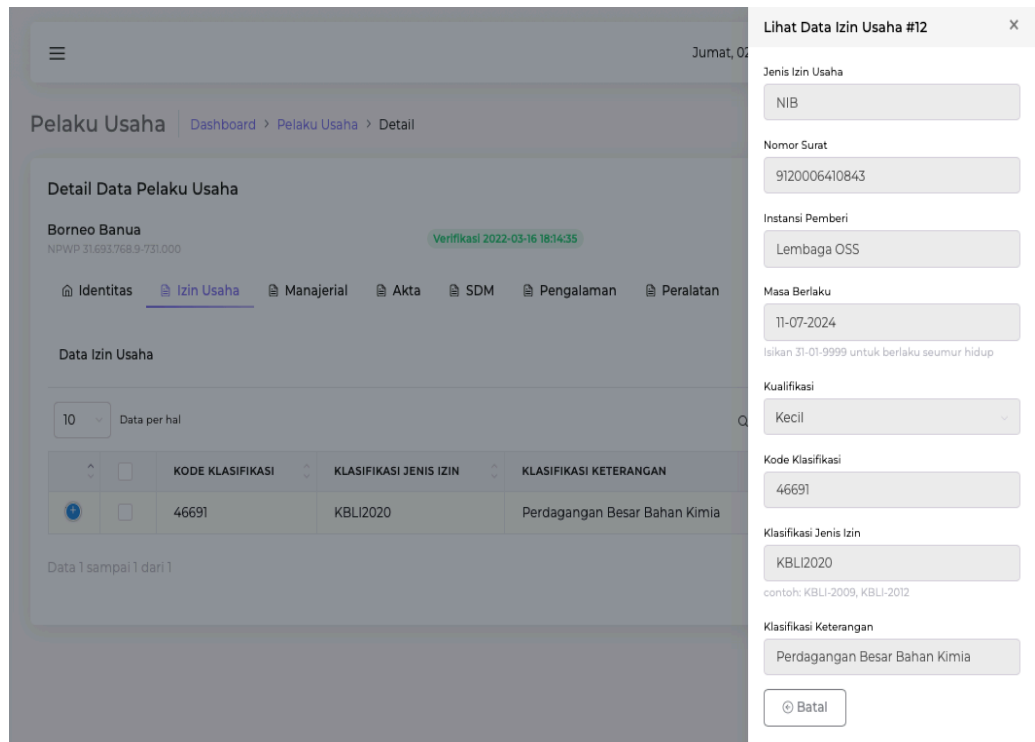 Jumat, 02
Pelaku Usaha
Dashboard > Pelaku Usaha > Detail
Detail Data Pelaku Usaha
Borneo Banua
NPWP 31.693.768.9-731.000
Verifikasi 2022-03-16 18:14:35
Identitas Izin Usaha Manajerial Akta SDM Pengalaman Peralatan
Data Izin Usaha
10 Data per hal
KODE KLASIFIKASI KLASIFIKASI JENIS IZIN KLASIFIKASI KETERANGAN
46691 KBLI2020 Perdagangan Besar Bahan Kimia
Data 1 sampai 1 dari 1
Lihat Data Izin Usaha #12
Jenis Izin Usaha
NIB
Nomor Surat
9120006410843
Instansi Pemberi
Lembaga OSS
Masa Berlaku
11-07-2024
Isikan 31-01-9999 untuk berlaku seumur hidup
Kualifikasi
Kecil
Kode Klasifikasi
46691
Klasifikasi Jenis Izin
KBLI2020
contoh: KBLI-2009, KBLI-2012
Klasifikasi Keterangan
Perdagangan Besar Bahan Kimia
Batal